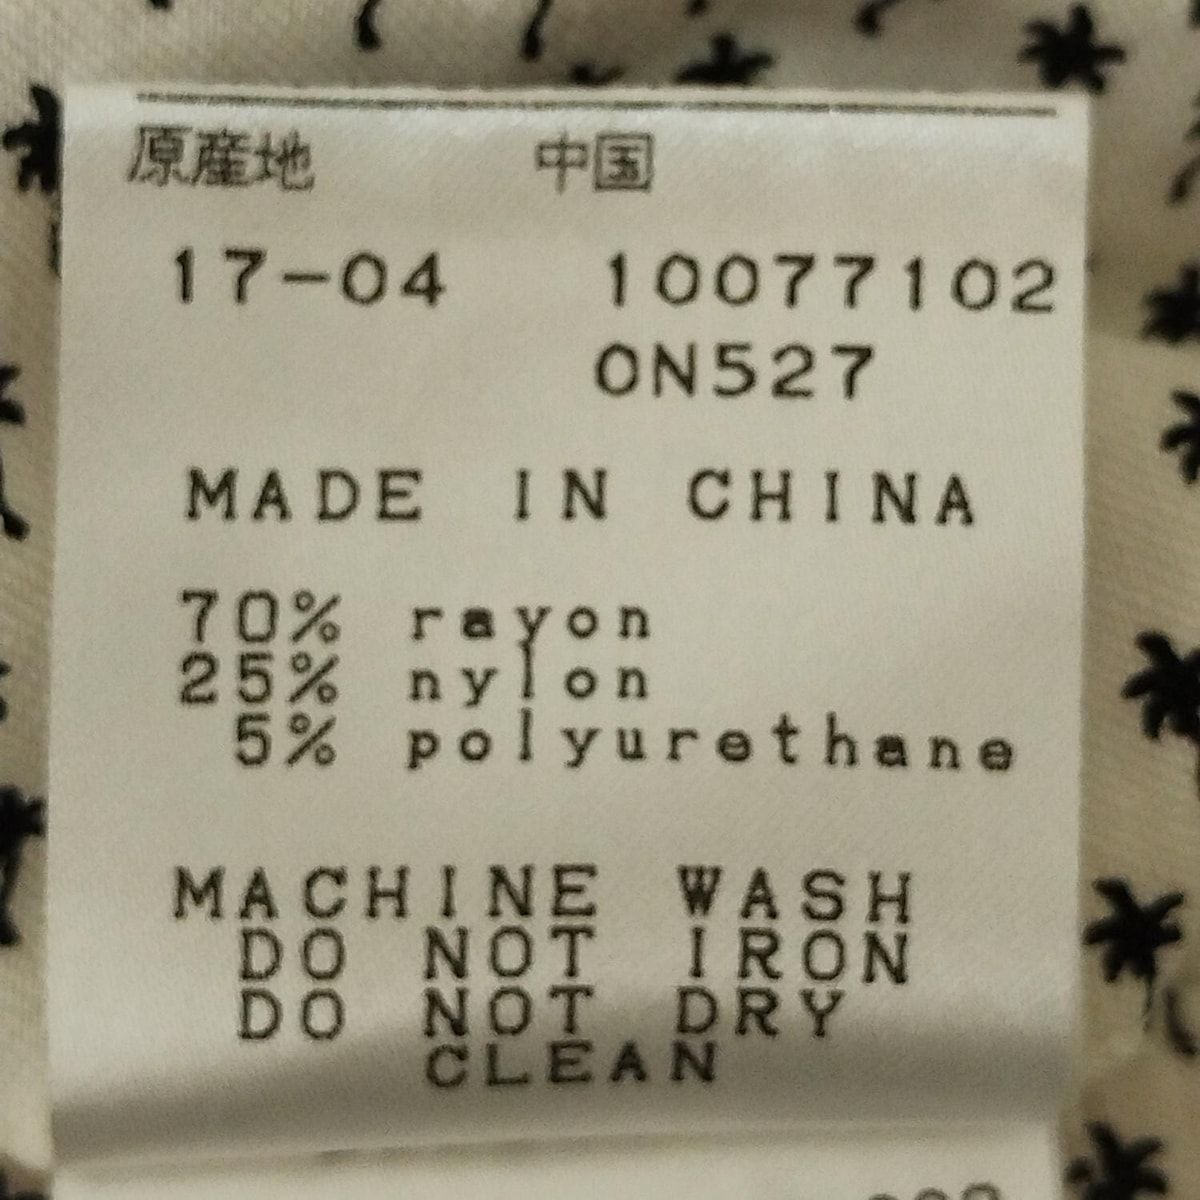 原産地 中国
17-04 10077102
0N527
MADE IN CHINA
70% rayon
25% nylon
5% polyurethane
MACHINE WASH
DO NOT IRON
DO NOT DRY
CLEAN